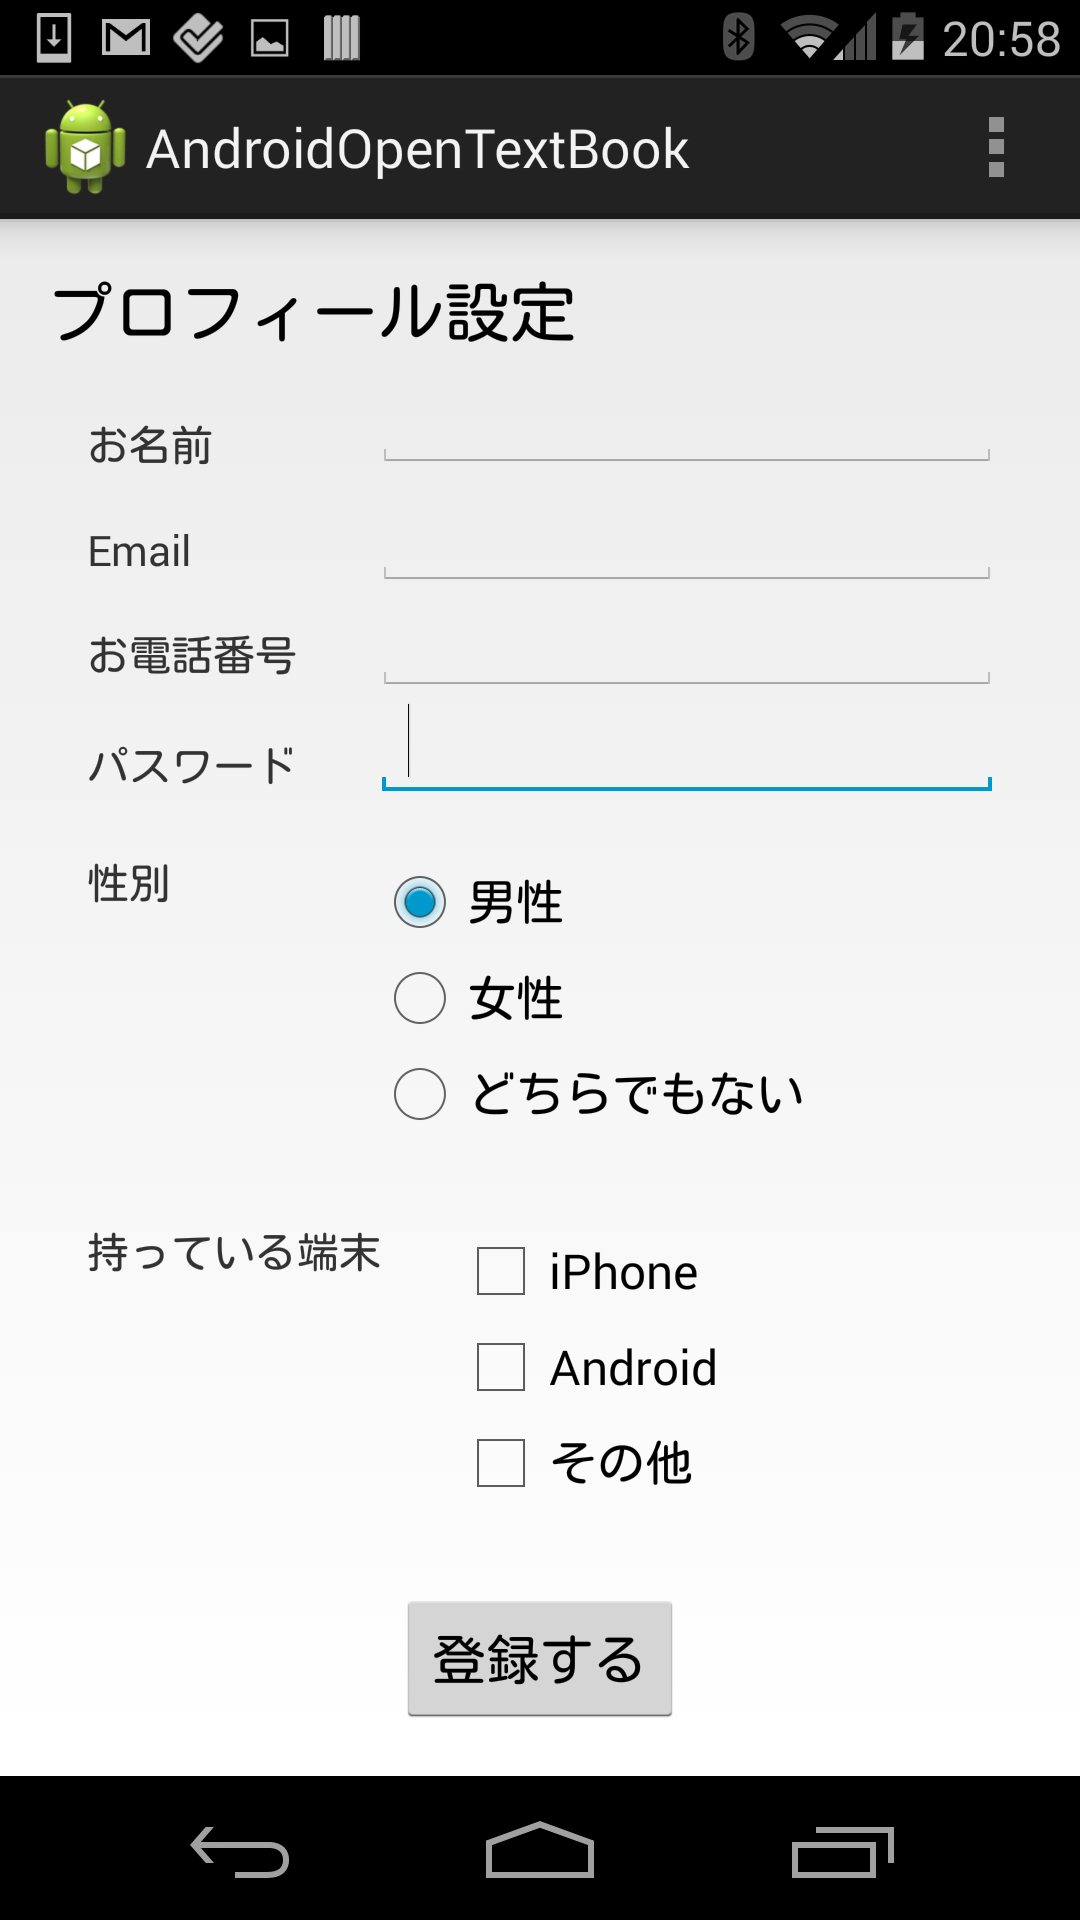 20:58
AndroidOpenTextBook
プロフィール設定
お名前
Email
お電話番号
パスワード
性別
男性
女性
どちらでもない
持っている端末
iPhone
Android
その他
登録する